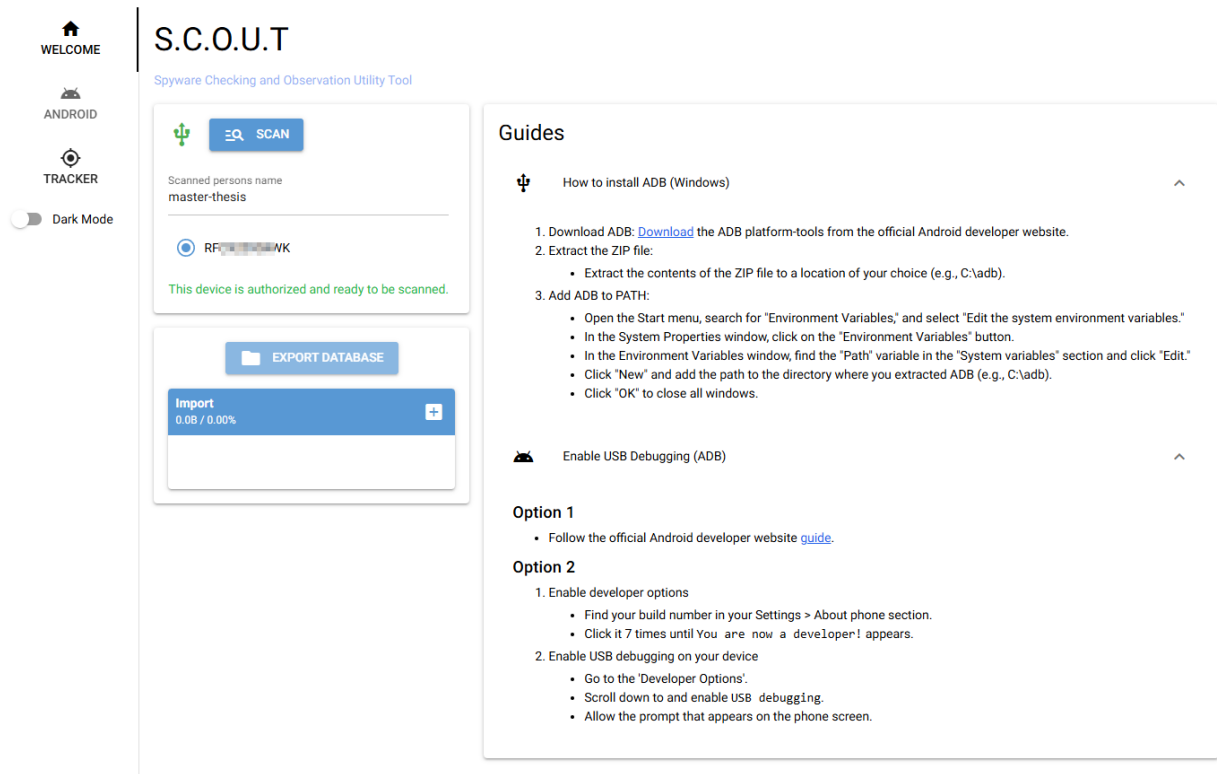 WELCOME
ANDROID
TRACKER
Dark Mode
S.C.O.U.T
Spyware Checking and Observation Utility Tool
SCAN
Scanned persons name
master-thesis
This device is authorized and ready to be scanned.
EXPORT DATABASE
Import
0.0B / 0.00%
Guides
How to install ADB (Windows)
1. Download ADB: Download the ADB platform-tools from the official Android developer website.
2. Extract the ZIP file:
• Extract the contents of the ZIP file to a location of your choice (e.g., C:\adb).
3. Add ADB to PATH:
• Open the Start menu, search for "Environment Variables," and select "Edit the system environment variables."
• In the System Properties window, click on the "Environment Variables" button.
• In the Environment Variables window, find the "Path" variable in the "System variables" section and click "Edit."
• Click "New" and add the path to the directory where you extracted ADB (e.g., C:\adb).
• Click "OK" to close all windows.
Enable USB Debugging (ADB)
Option 1
• Follow the official Android developer website guide.
Option 2
1. Enable developer options
• Find your build number in your Settings > About phone section.
• Click it 7 times until You are now a developer! appears.
2. Enable USB debugging on your device
• Go to the 'Developer Options'.
• Scroll down to and enable USB debugging.
• Allow the prompt that appears on the phone screen.